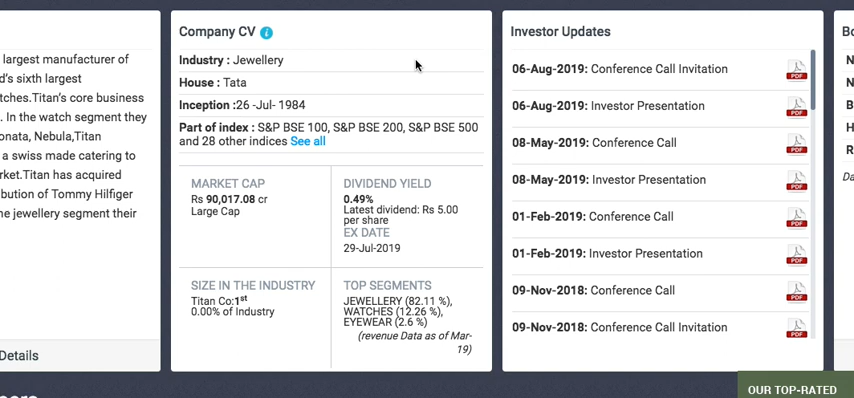 largest manufacturer of
d's sixth largest
tches.Titan's core business
. In the watch segment they
onata, Nebula,Titan
a swiss made catering to
rket.Titan has acquired
bution of Tommy Hilfiger
ne jewellery segment their
Details
Company CV
Industry : Jewellery
House : Tata
Inception :26 -Jul- 1984
Part of index : S&P BSE 100, S&P BSE 200, S&P BSE 500
and 28 other indices See all
MARKET CAP
Rs 90,017.08 cr
Large Cap
DIVIDEND YIELD
0.49%
Latest dividend: Rs 5.00
per share
EX DATE
29-Jul-2019
SIZE IN THE INDUSTRY
Titan Co:1st
0.00% of Industry
TOP SEGMENTS
JEWELLERY (82.11 %),
WATCHES (12.26 %),
EYEWEAR (2.6 %)
(revenue Data as of Mar-
19)
Investor Updates
06-Aug-2019: Conference Call Invitation
PDF
06-Aug-2019: Investor Presentation
PDF
08-May-2019: Conference Call
PDF
08-May-2019: Investor Presentation
PDF
01-Feb-2019: Conference Call
PDF
01-Feb-2019: Investor Presentation
PDF
09-Nov-2018: Conference Call
PDF
09-Nov-2018: Conference Call Invitation
PDF
Bo
N
N
B
H
R
Da
OUR TOP-RATED